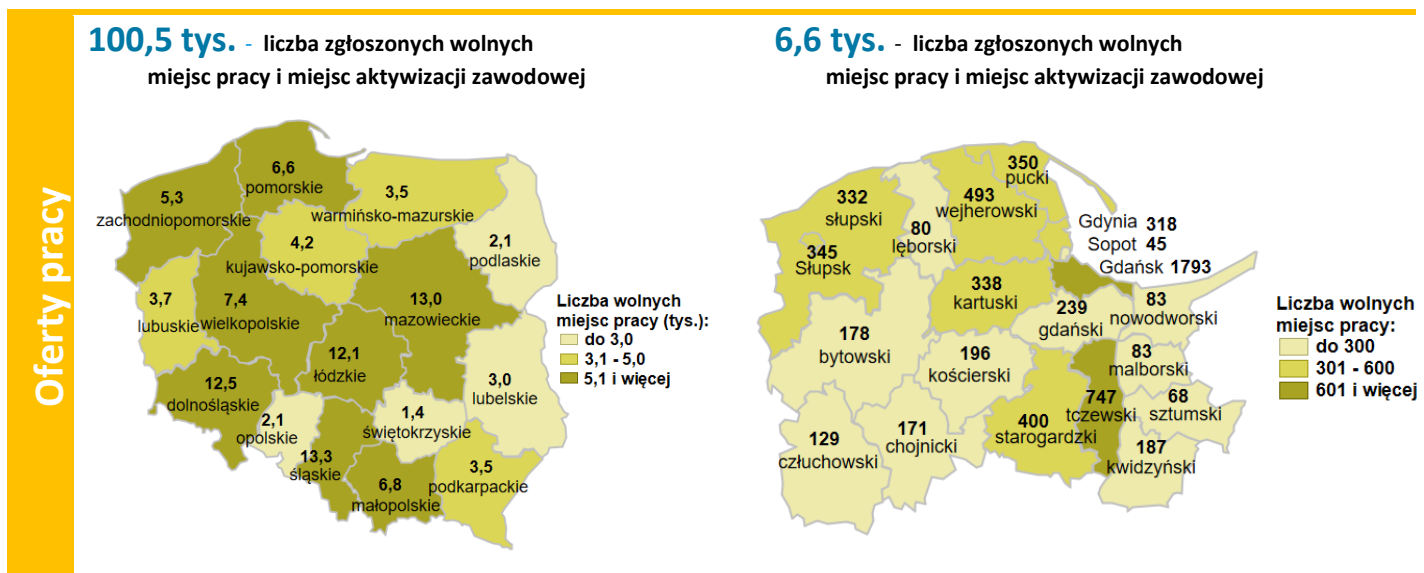 Oferty pracy
100,5 tys. - liczba zgłoszonych wolnych
miejsc pracy i miejsc aktywizacji zawodowej
6,6
pomorskie
5,3
zachodniopomorskie
3,5
warmińsko-mazurskie
2,1
podlaskie
4,2
kujawsko-pomorskie
3,7
lubuskie
7,4
wielkopolskie
13,0
mazowieckie
12,1
łódzkie
12,5
dolnośląskie
3,0
lubelskie
2,1
opolskie
1,4
świętokrzyskie
13,3
śląskie
6,8
małopolskie
3,5
podkarpackie
Liczba wolnych
miejsc pracy (tys.):
do 3,0
3,1 - 5,0
5,1 i więcej
6,6 tys. - liczba zgłoszonych wolnych
miejsc pracy i miejsc aktywizacji zawodowej
350
pucki
332
słupski
493
wejherowski
80
lęborski
345
Słupsk
Gdynia 318
Sopot 45
Gdańsk 1793
338
kartuski
239
gdański
83
nowodworski
178
bytowski
196
kościerski
83
malborski
747
tczewski
68
sztumski
400
starogardzki
171
chojnicki
129
człuchowski
187
kwidzyński
Liczba wolnych
miejsc pracy:
do 300
301 - 600
601 i więcej